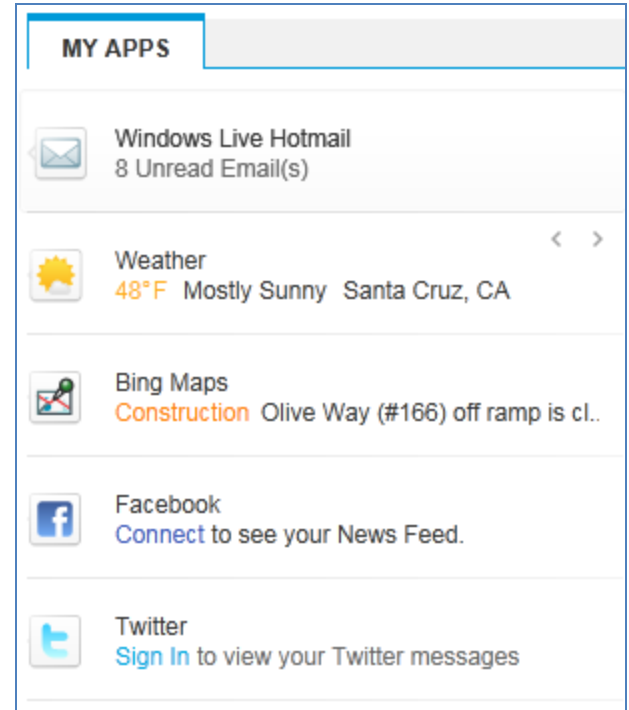 MY APPS
Windows Live Hotmail
8 Unread Email(s)
Weather
48°F Mostly Sunny Santa Cruz, CA
Bing Maps
Construction Olive Way (#166) off ramp is cl..
Facebook
Connect to see your News Feed.
Twitter
Sign In to view your Twitter messages